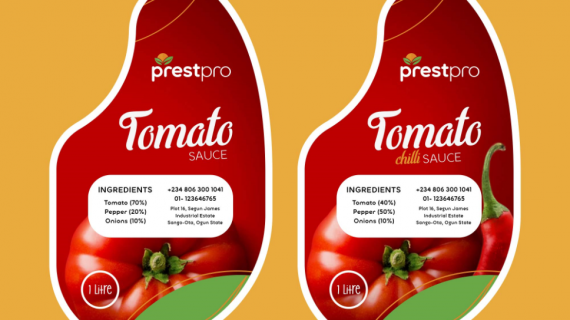 prestpro
Tomato
SAUCE
INGREDIENTS
Tomato (70%)
Pepper (20%)
Onions (10%)
+234 806 300 1041
01- 123646765
Plot 16, Segun James
Industrial Estate
Sango-Ota, Ogun State
1 Litre
prestpro
Tomato
chilli SAUCE
INGREDIENTS
Tomato (40%)
Pepper (50%)
Onions (10%)
+234 806 300 1041
01- 123646765
Plot 16, Segun James
Industrial Estate
Sango-Ota, Ogun State
1 Litre